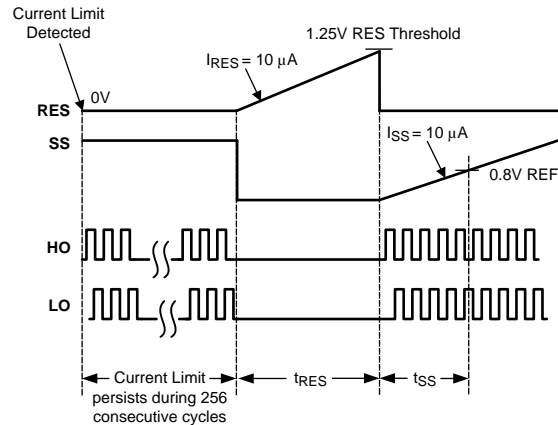 Current Limit
Detected
1.25V RES Threshold
I_RES = 10 µA
0V
RES
SS
I_SS = 10 µA
0.8V REF
HO
LO
Current Limit
persists during 256
consecutive cycles
t_RES
t_SS